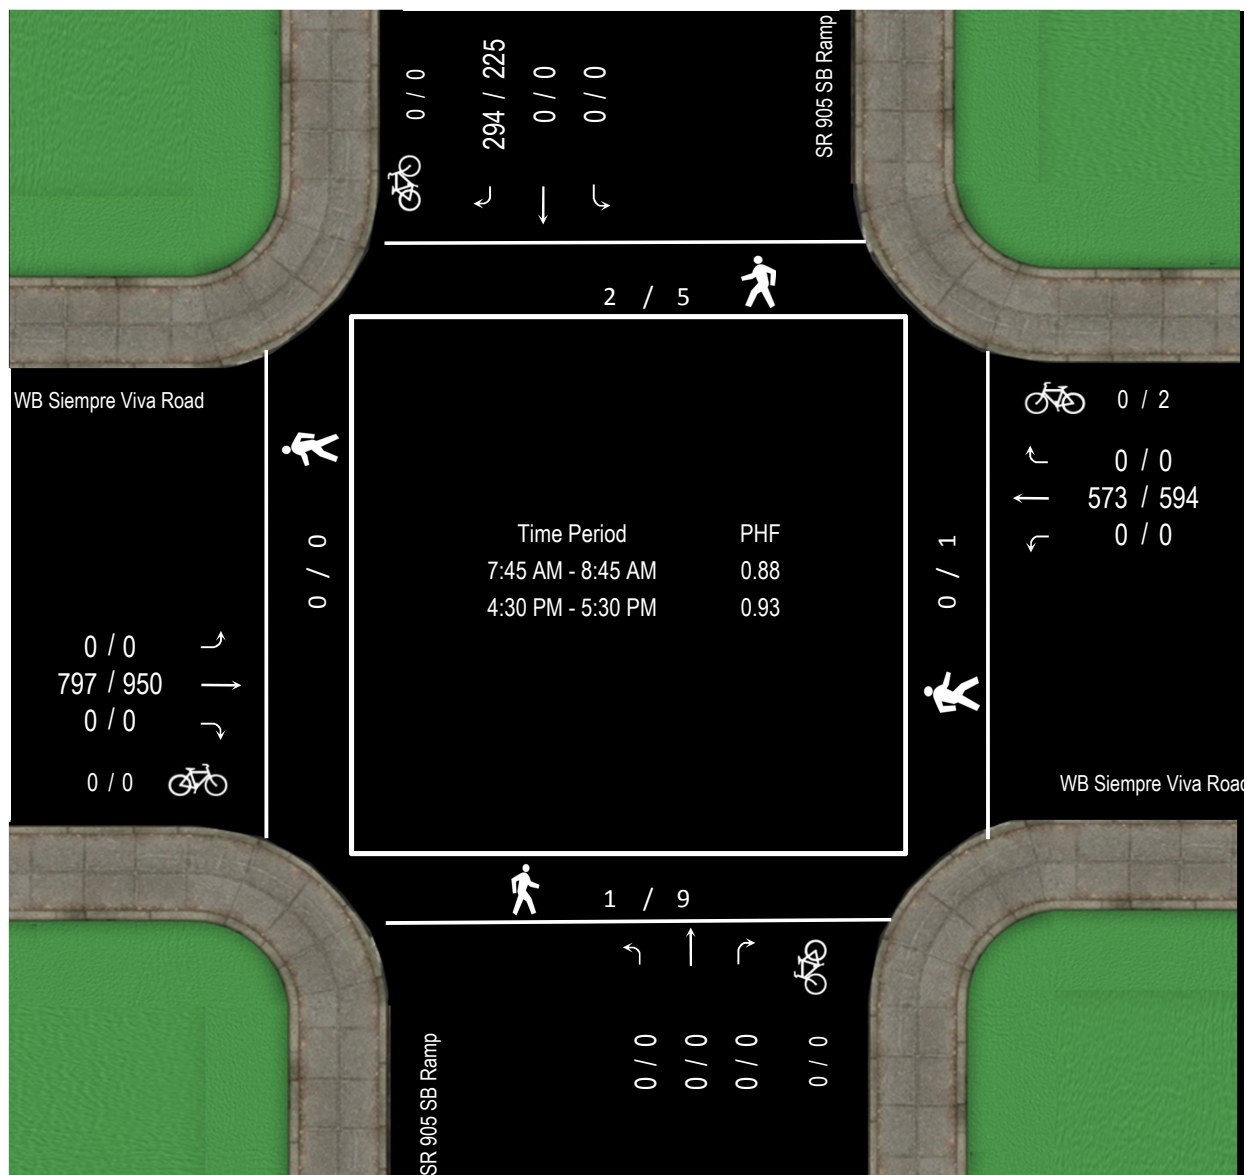 0 / 0
294 / 225
0 / 0
0 / 0
SR 905 SB Ramp
2 / 5
WB Siempre Viva Road
0 / 2
0 / 0
573 / 594
0 / 0
0 / 0
0 / 1
Time Period PHF
7:45 AM - 8:45 AM 0.88
4:30 PM - 5:30 PM 0.93
0 / 0
797 / 950
0 / 0
0 / 0
WB Siempre Viva Road
1 / 9
SR 905 SB Ramp
0 / 0
0 / 0
0 / 0
0 / 0